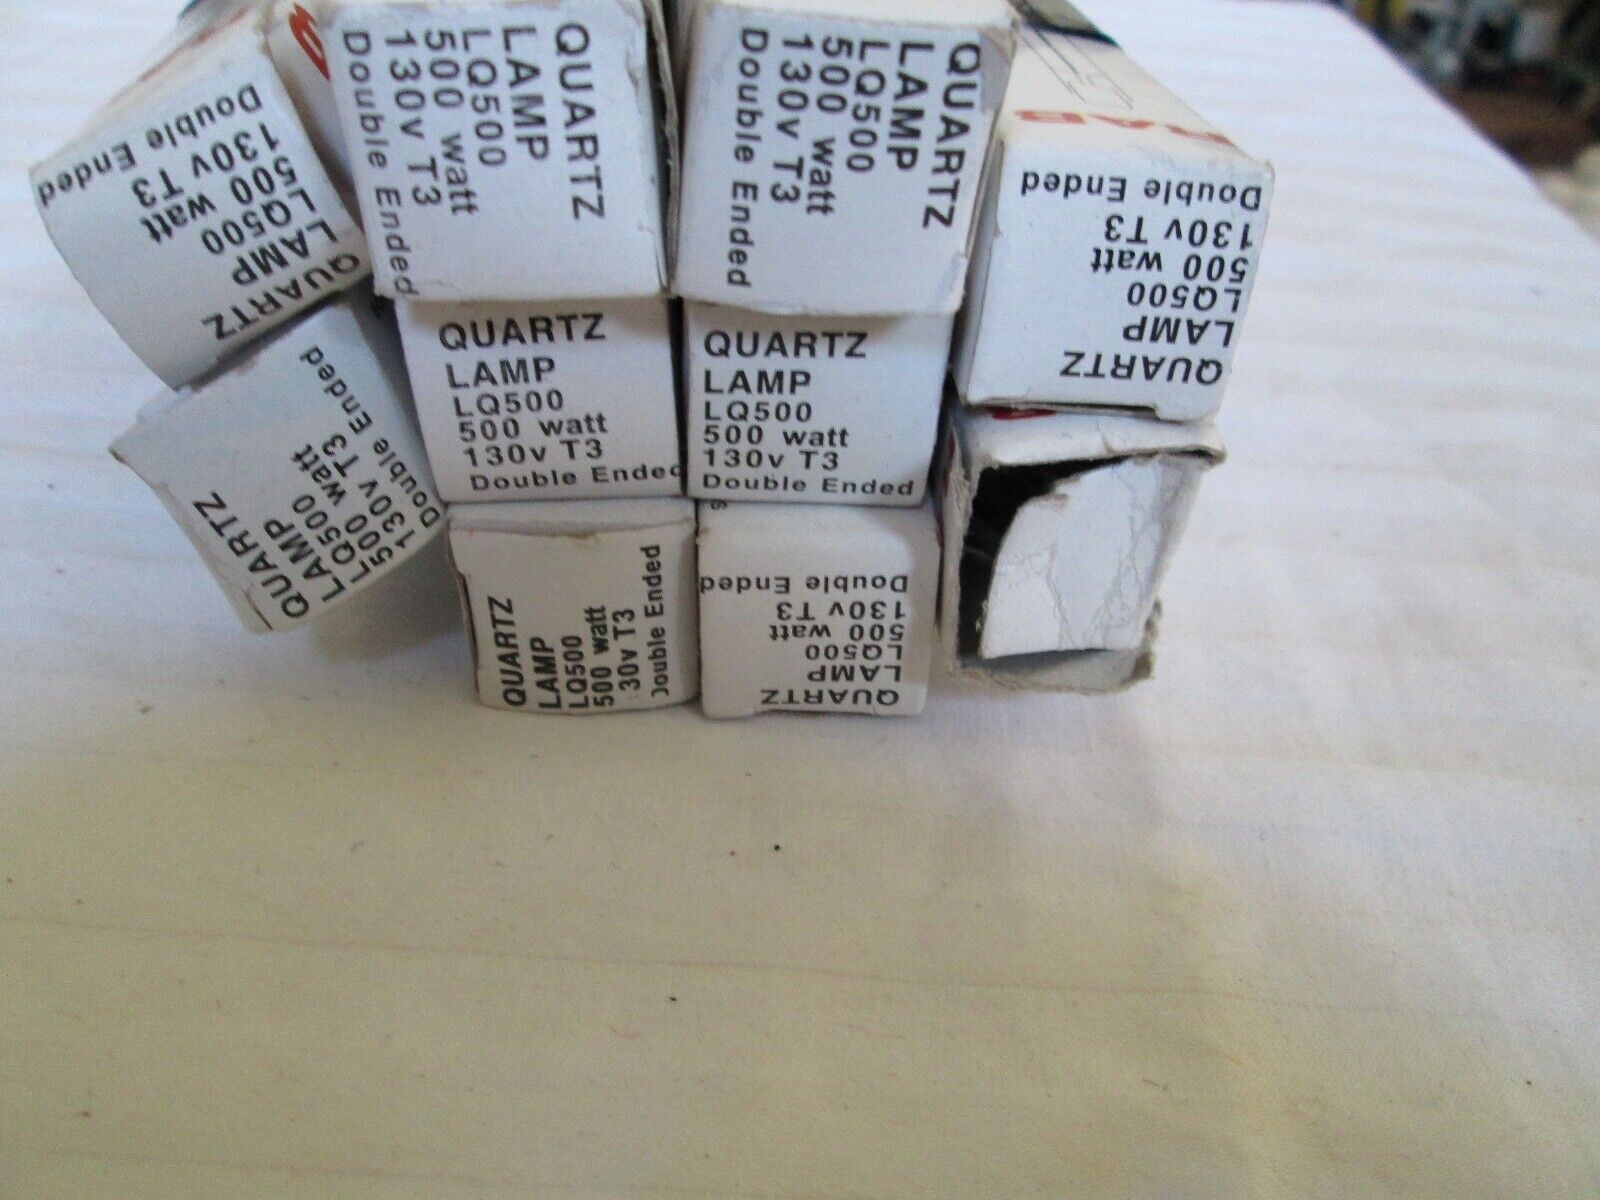 QUARTZ
LAMP
LQ500
500 watt
130v T3
Double Ended
QUARTZ
LAMP
LQ500
500 watt
130v T3
Double Ended
QUARTZ
LAMP
LQ500
500 watt
130v T3
Double Ended
RAB
QUARTZ
LAMP
LQ500
500 watt
130v T3
Double Ended
QUARTZ
LAMP
LQ500
500 watt
130v T3
Double Ended
QUARTZ
LAMP
LQ500
500 watt
130v T3
Double Ended
QUARTZ
LAMP
LQ500
500 watt
130v T3
Double Ended
QUARTZ
LAMP
LQ500
500 watt
30v T3
Double Ended
QUARTZ
LAMP
LQ500
500 watt
130v T3
Double Ended